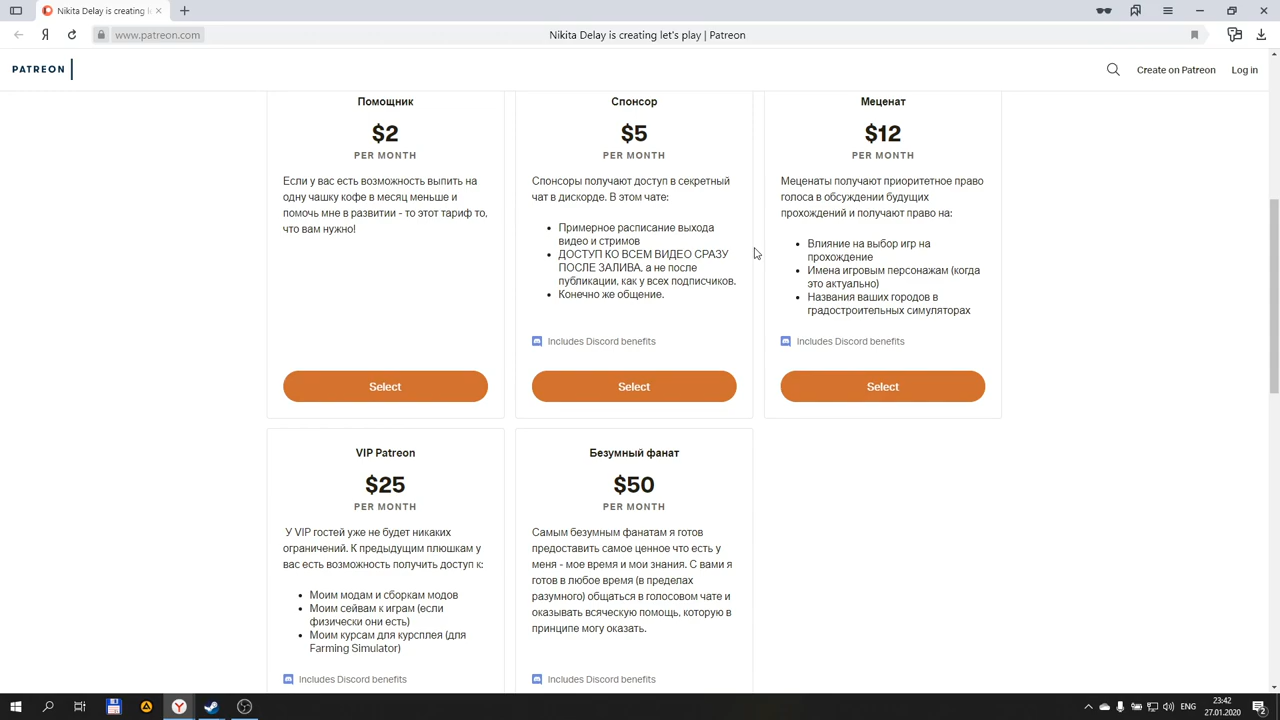 Nikita Delay is creating l
www.patreon.com
Nikita Delay is creating let's play | Patreon
PATREON
Create on Patreon
Log in
Помощник
$2
PER MONTH
Если у вас есть возможность выпить на
одну чашку кофе в месяц меньше и
помочь мне в развитии - то этот тариф то,
что вам нужно!
Select
Спонсор
$5
PER MONTH
Спонсоры получают доступ в секретный
чат в дискорде. В этом чате:
Примерное расписание выхода
видео и стримов
ДОСТУП КО ВСЕМ ВИДЕО СРАЗУ
ПОСЛЕ ЗАЛИВА, а не после
публикации, как у всех подписчиков.
Конечно же общение.
Includes Discord benefits
Select
Меценат
$12
PER MONTH
Меценаты получают приоритетное право
голоса в обсуждении будущих
прохождений и получают право на:
Влияние на выбор игр на
прохождение
Имена игровым персонажам (когда
это актуально)
Названия ваших городов в
градостроительных симуляторах
Includes Discord benefits
Select
VIP Patreon
$25
PER MONTH
У VIP гостей уже не будет никаких
ограничений. К предыдущим плюшкам у
вас есть возможность получить доступ к:
Моим модам и сборкам модов
Моим сейвам к играм (если
физически они есть)
Моим курсам для курсплея (для
Farming Simulator)
Includes Discord benefits
Безумный фанат
$50
PER MONTH
Самым безумным фанатам я готов
предоставить самое ценное что есть у
меня - мое время и мои знания. С вами я
готов в любое время (в пределах
разумного) общаться в голосовом чате и
оказывать всяческую помощь, которую в
принципе могу оказать.
Includes Discord benefits
ENG
23:42
27.01.2020
2